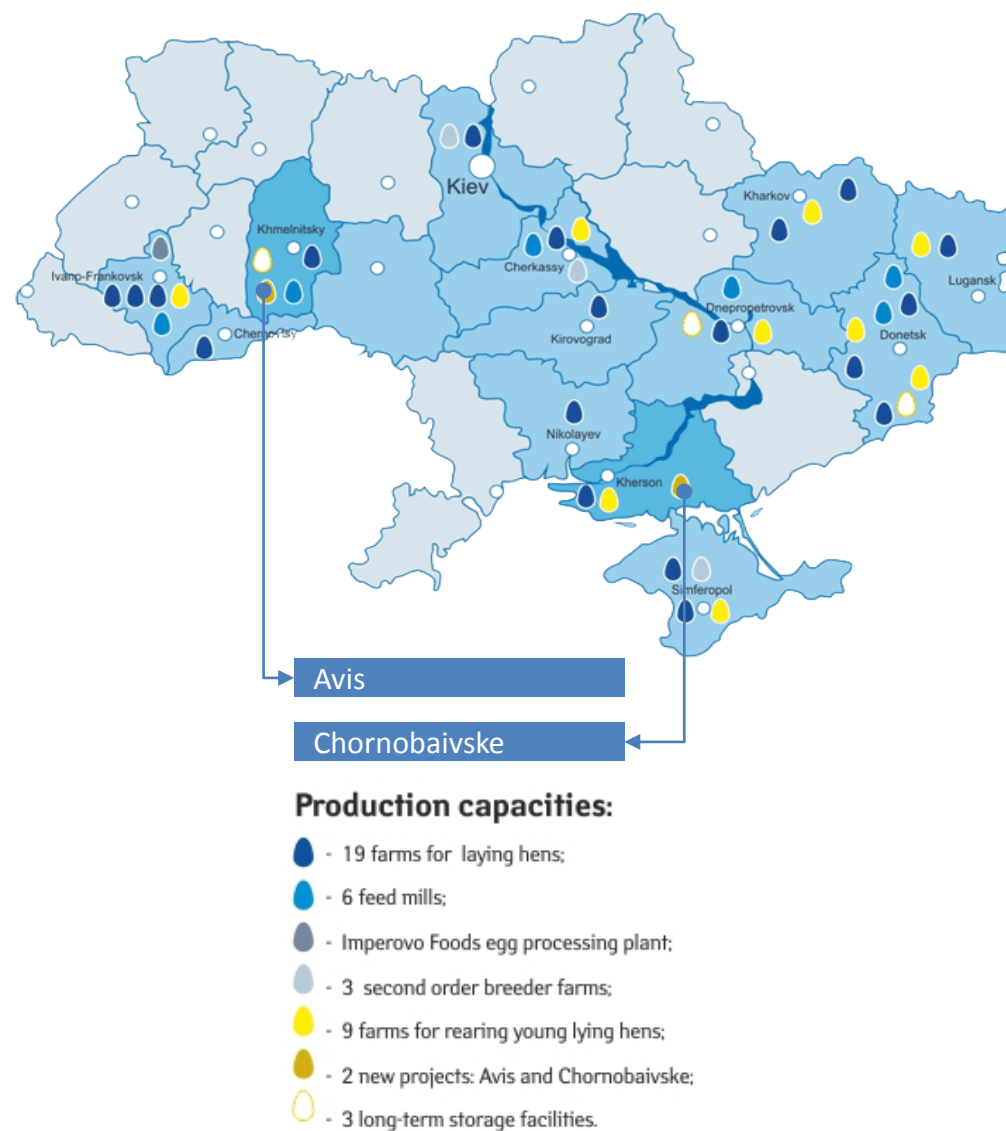 Kiev
Kharkov
Khmelnitsky
Cherkassy
Ivano-Frankovsk
Lugansk
Dnepropetrovsk
Chernovtsy
Kirovograd
Donetsk
Nikolayev
Kherson
Simferopol
Avis
Chornobaivske
Production capacities:
- 19 farms for laying hens;
- 6 feed mills;
- Imperovo Foods egg processing plant;
- 3 second order breeder farms;
- 9 farms for rearing young lying hens;
- 2 new projects: Avis and Chornobaivske;
- 3 long-term storage facilities.